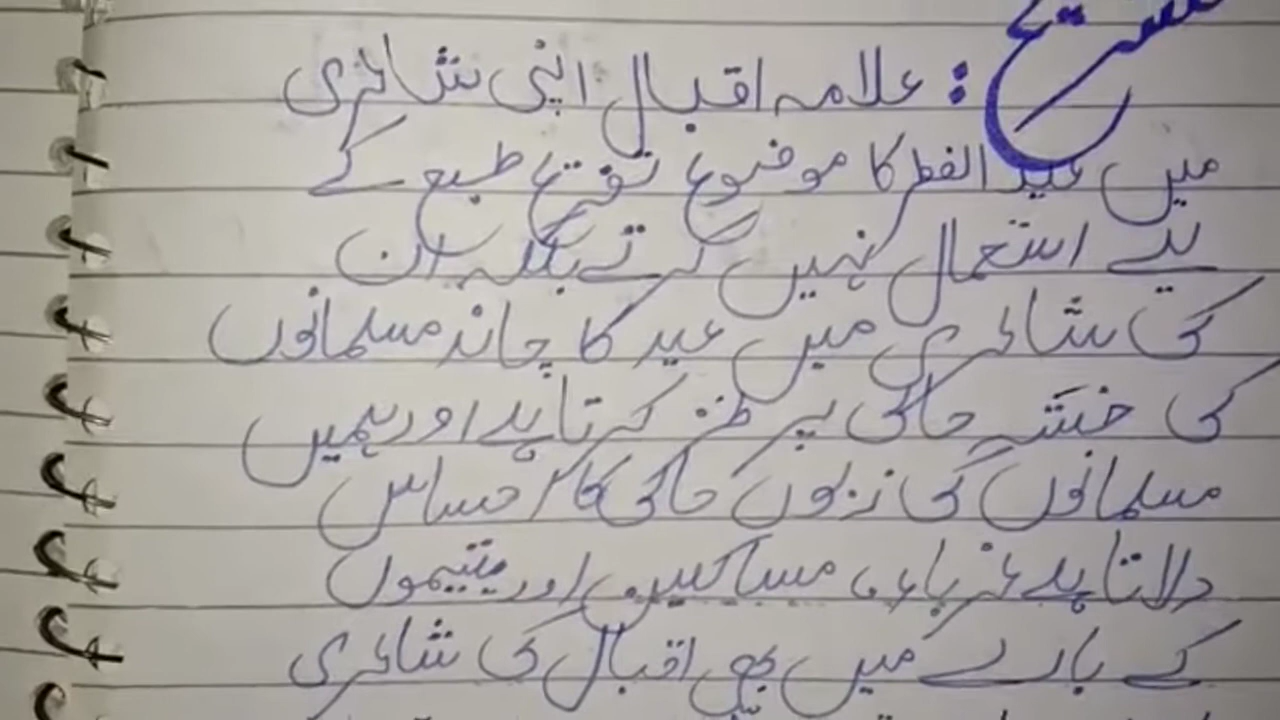 تشریح : علامہ اقبال اپنی شاعری
میں عید الفطر کا موضوع تفریح طبع کے
لیے استعمال نہیں کرتے بلکہ ان
کی شاعری میں عید کا چاند مسلمانوں
کی خستہ حالی پر طنز کرتا ہے اور ہمیں
مسلمانوں کی زبوں حالی کا احساس
دلاتا ہے غرباء، مساکین اور یتیموں
کے بارے میں بھی اقبال کی شاعری